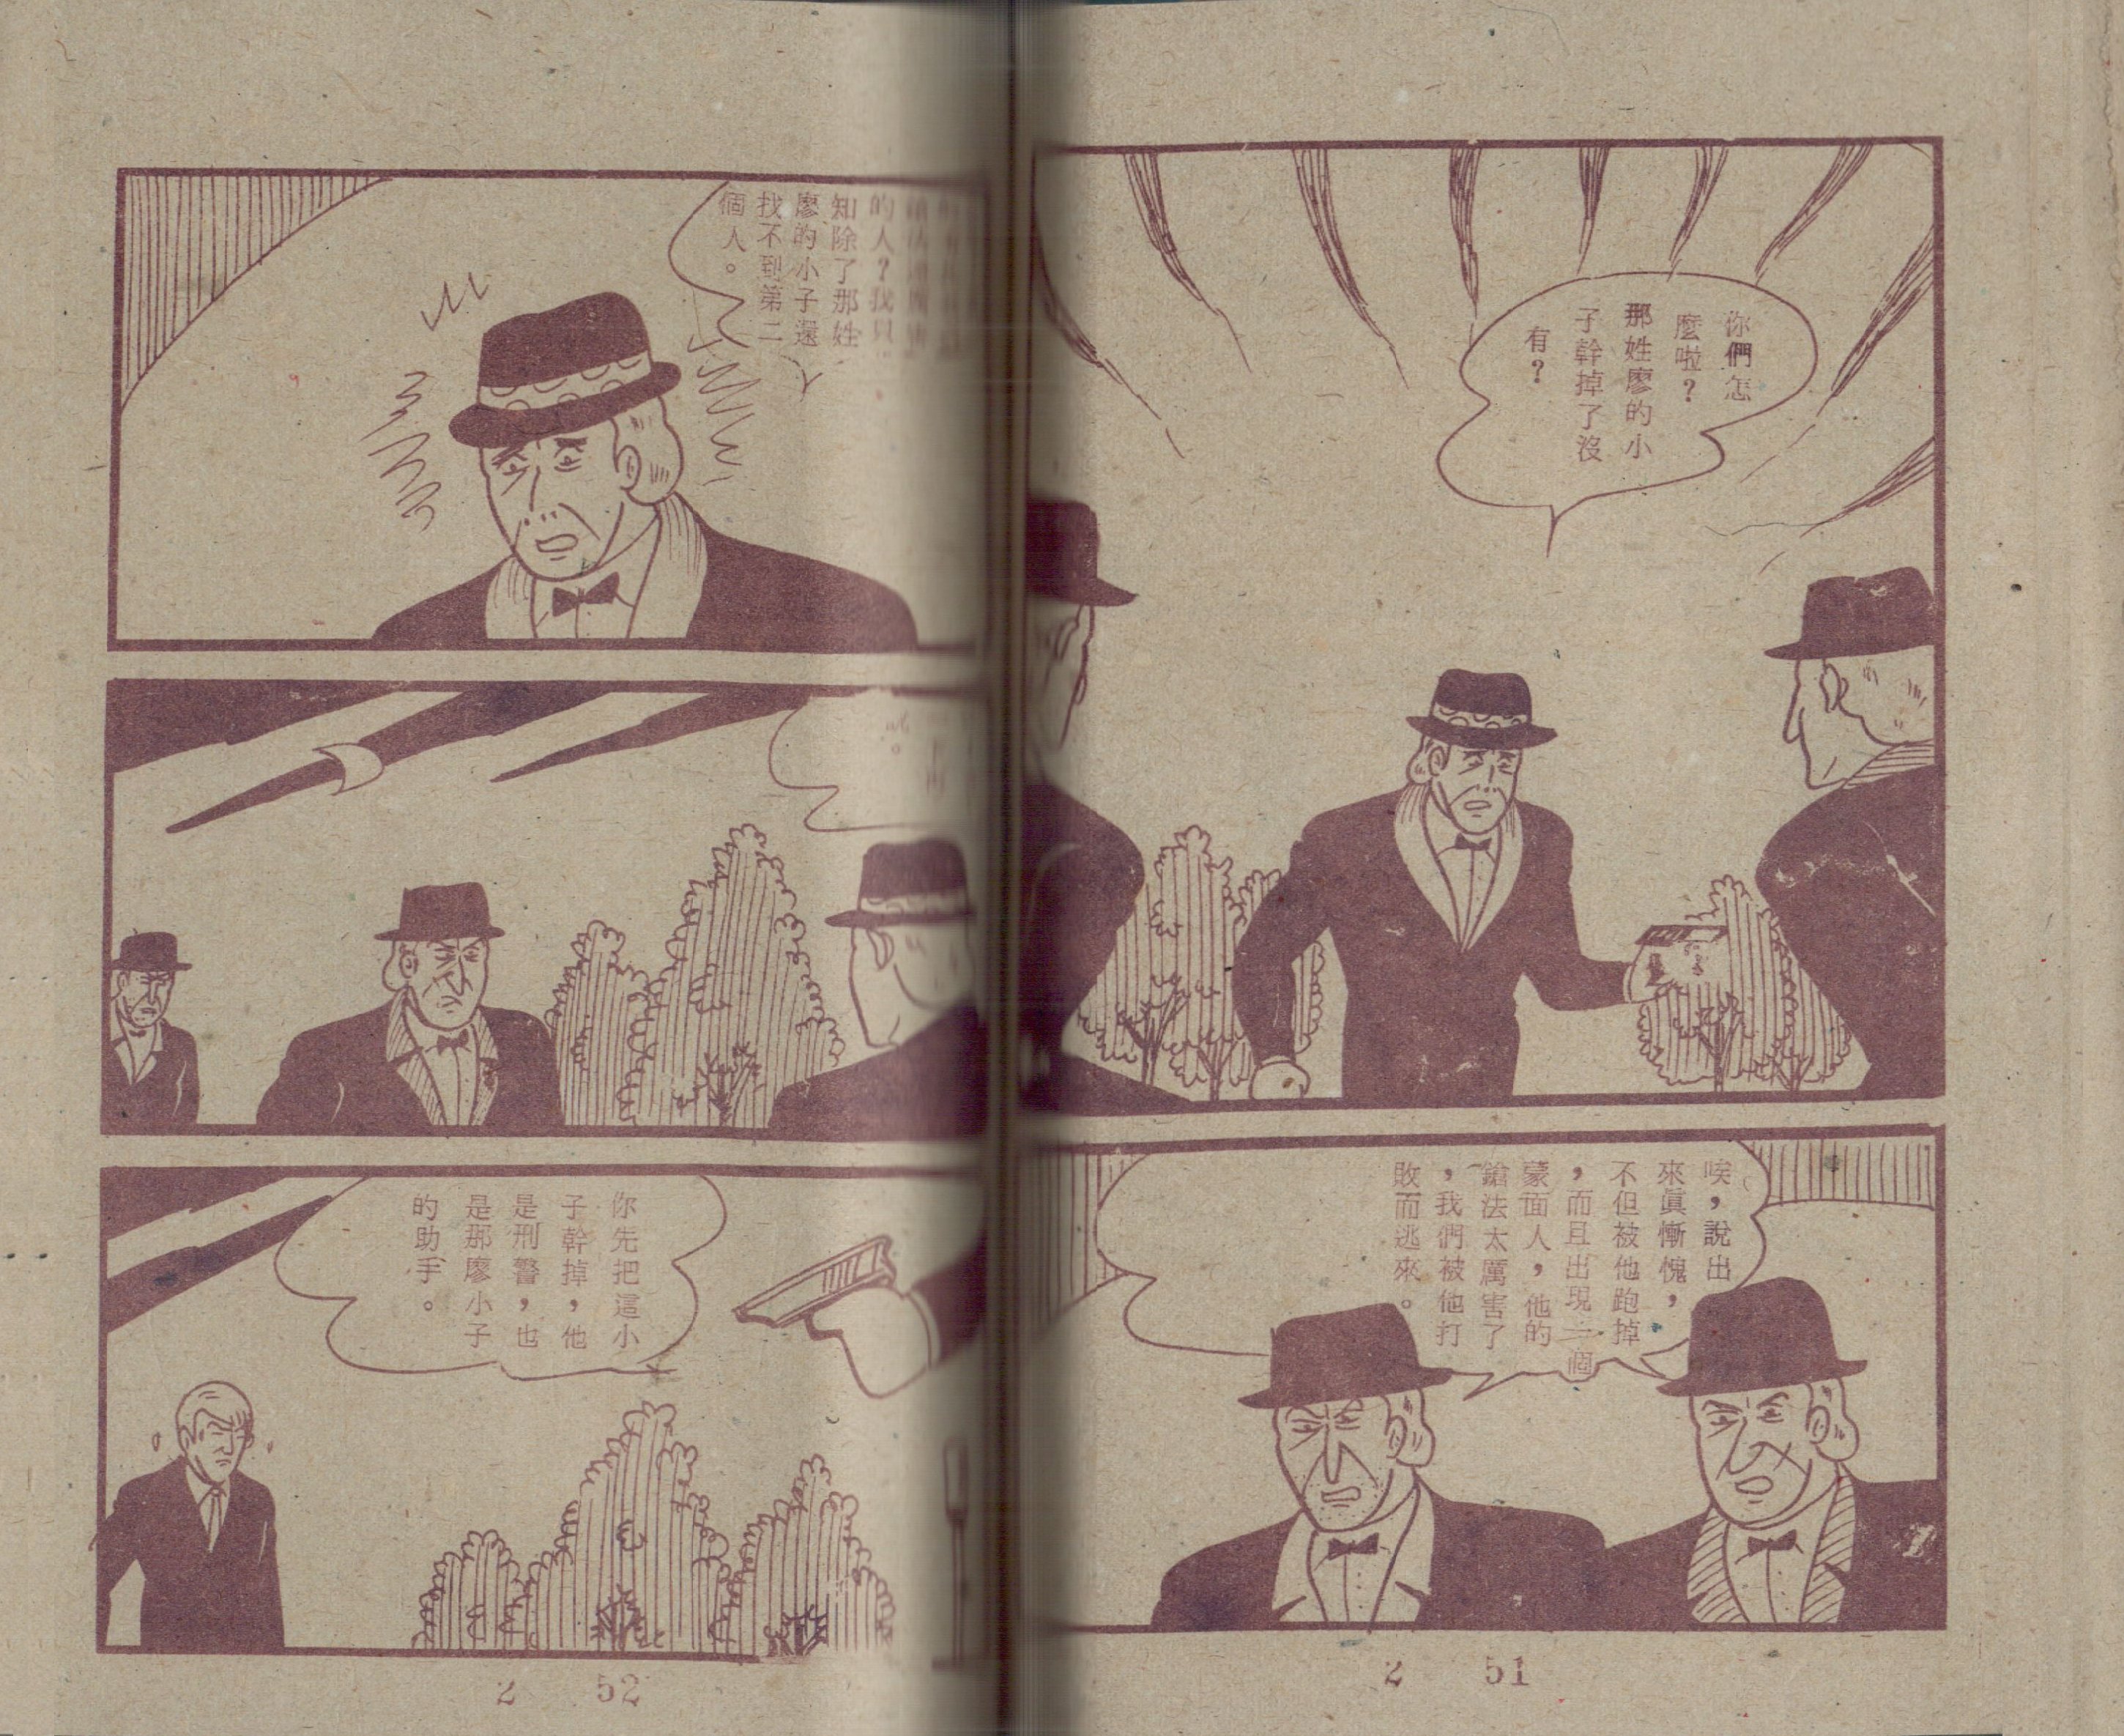 你們怎
麼啦？
那姓廖的小
子幹掉了沒
有？
唉，說出
來眞慚愧，
不但被他跑掉
，而且出現一個
蒙面人，他的
鎗法太厲害了
，我們被他打
敗而逃來。
2 51
的人？我只
知除了那姓
廖的小子還
找不到第二
個人。
你先把這小
子幹掉，他
是刑警，也
是那廖小子
的助手。
2 52